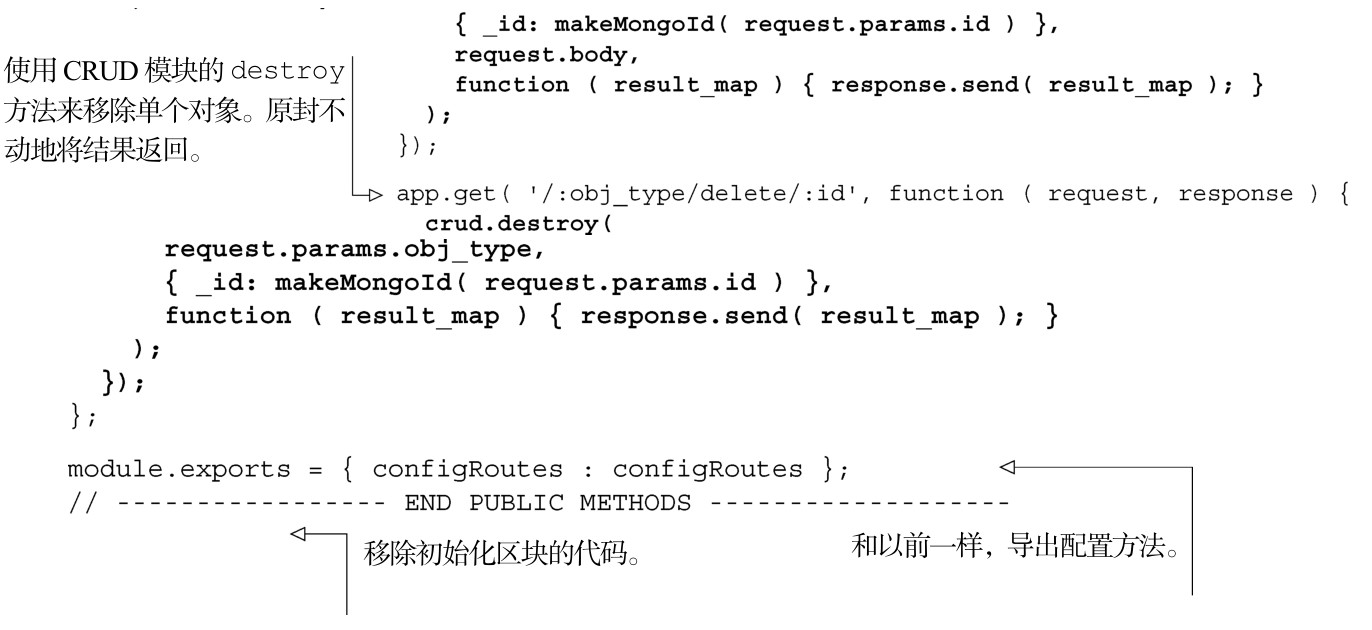 { _id: makeMongoId( request.params.id ) },
request.body,
function ( result_map ) { response.send( result_map ); }
);
});
使用 CRUD 模块的 destroy
方法来移除单个对象。原封不
动地将结果返回。
app.get( '/:obj_type/delete/:id', function ( request, response ) {
crud.destroy(
request.params.obj_type,
{ _id: makeMongoId( request.params.id ) },
function ( result_map ) { response.send( result_map ); }
);
});
};
module.exports = { configRoutes : configRoutes };
// ----------------- END PUBLIC METHODS -------------------
移除初始化区块的代码。
和以前一样，导出配置方法。